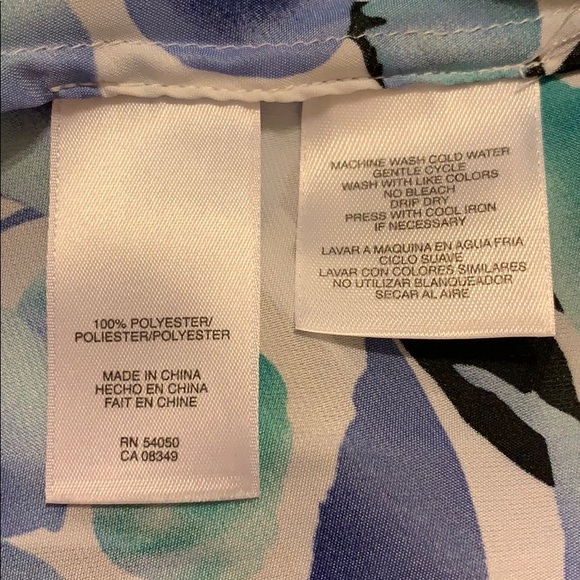 100% POLYESTER/
POLIESTER/POLYESTER
MADE IN CHINA
HECHO EN CHINA
FAIT EN CHINE
RN 54050
CA 08349
MACHINE WASH COLD WATER
GENTLE CYCLE
WASH WITH LIKE COLORS
NO BLEACH
DRIP DRY
PRESS WITH COOL IRON
IF NECESSARY
LAVAR A MAQUINA EN AGUA FRIA
CICLO SUAVE
LAVAR CON COLORES SIMILARES
NO UTILIZAR BLANQUEADOR
SECAR AL AIRE